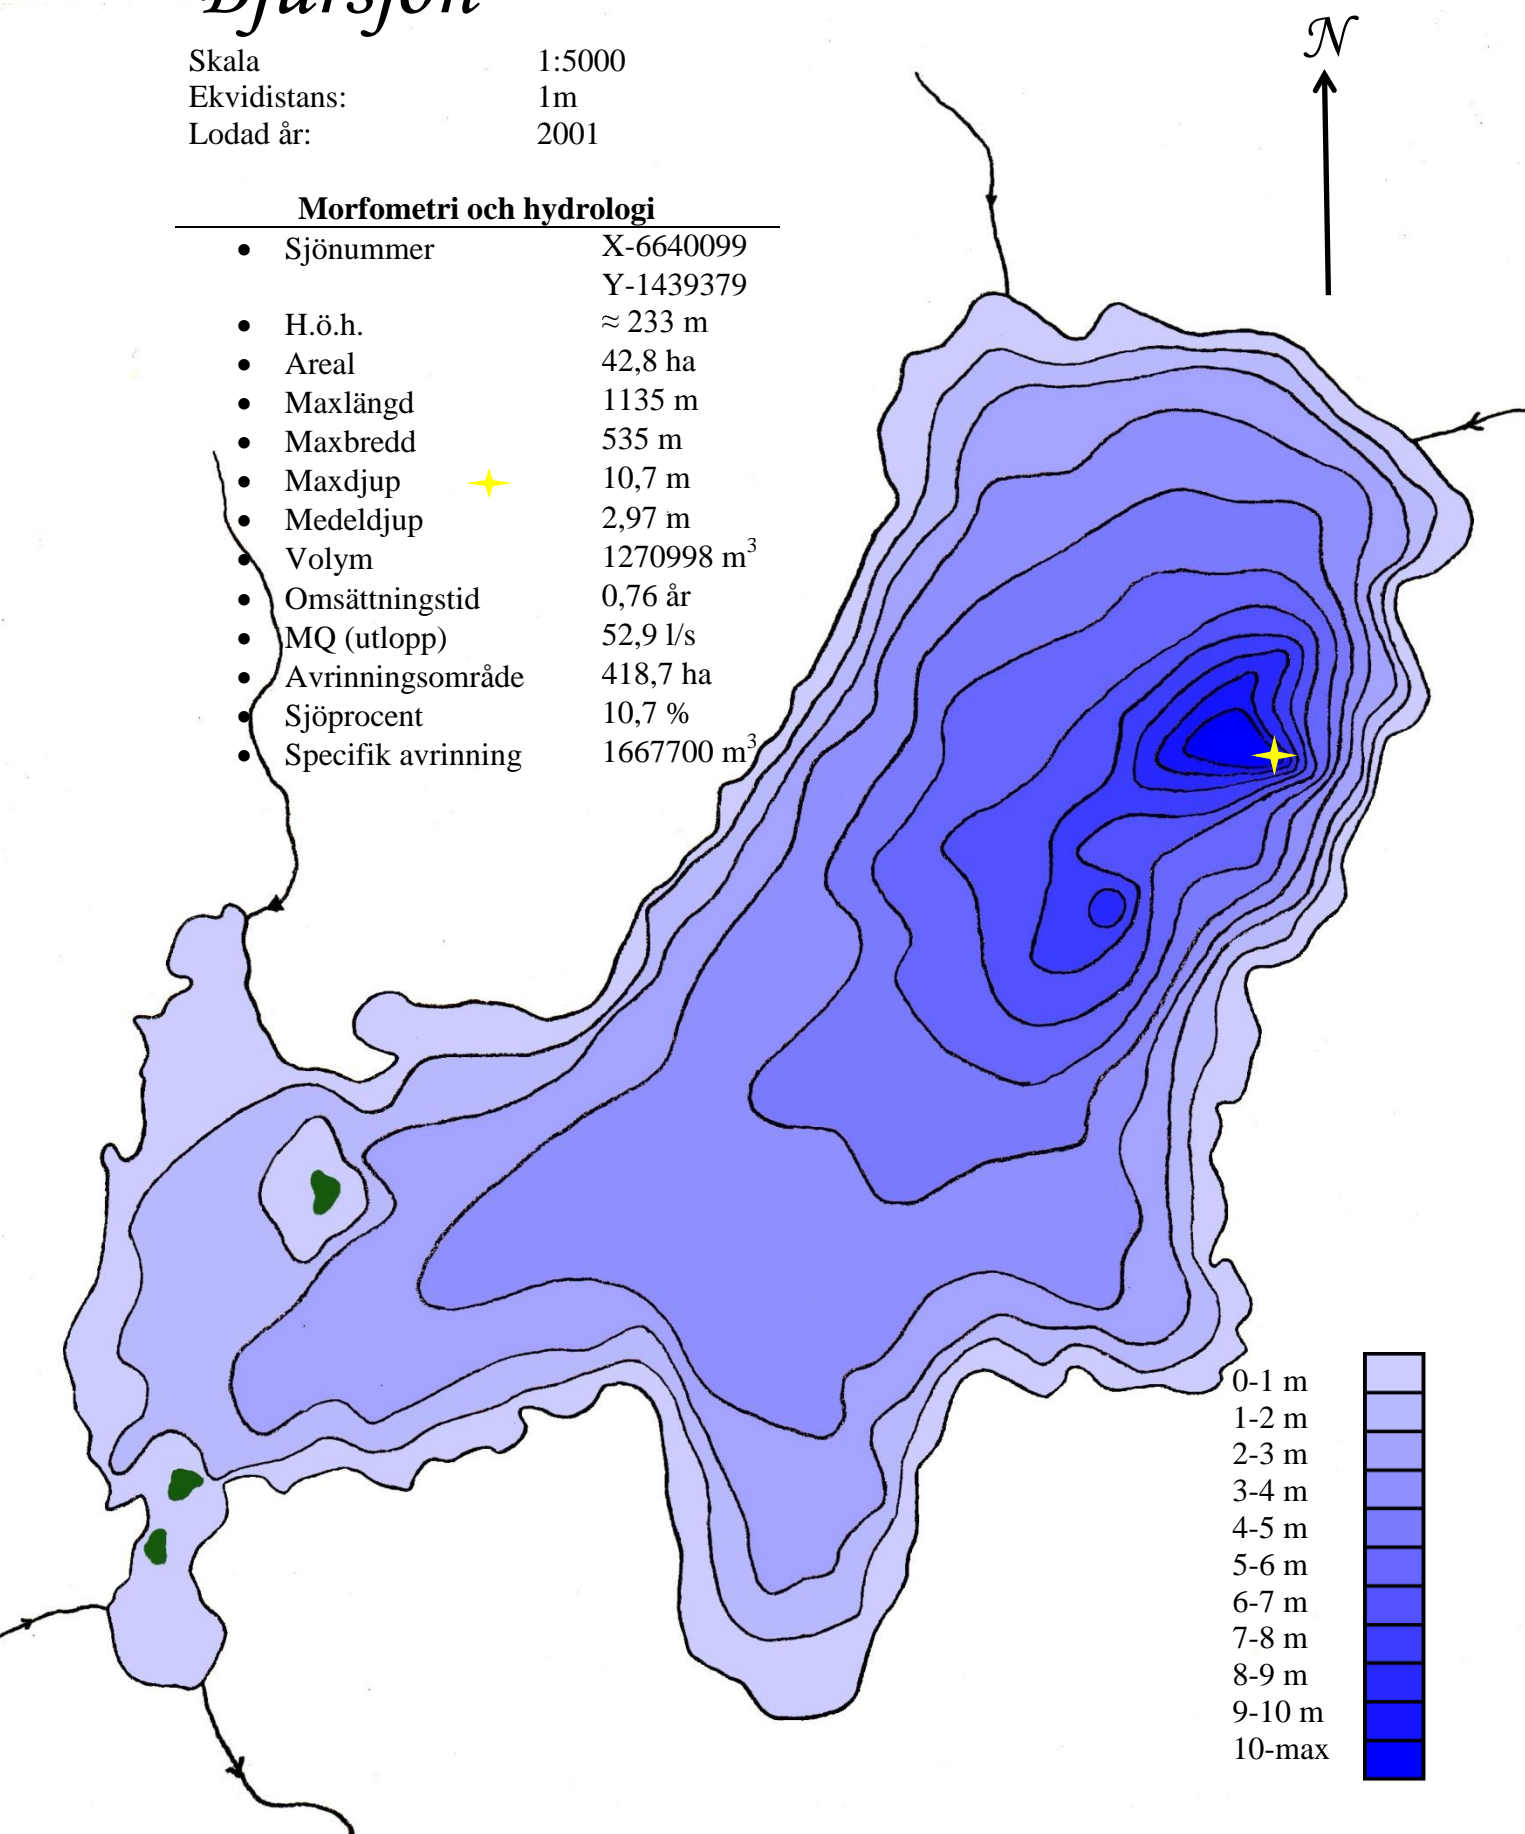 Djursjön
N
Skala 1:5000
Ekvidistans: 1m
Lodad år: 2001
Morfometri och hydrologi
• Sjönummer X-6640099
Y-1439379
• H.ö.h. ≈ 233 m
• Areal 42,8 ha
• Maxlängd 1135 m
• Maxbredd 535 m
• Maxdjup 10,7 m
• Medeldjup 2,97 m
• Volym 1270998 m³
• Omsättningstid 0,76 år
• MQ (utlopp) 52,9 l/s
• Avrinningsområde 418,7 ha
• Sjöprocent 10,7 %
• Specifik avrinning 1667700 m³
0-1 m
1-2 m
2-3 m
3-4 m
4-5 m
5-6 m
6-7 m
7-8 m
8-9 m
9-10 m
10-max